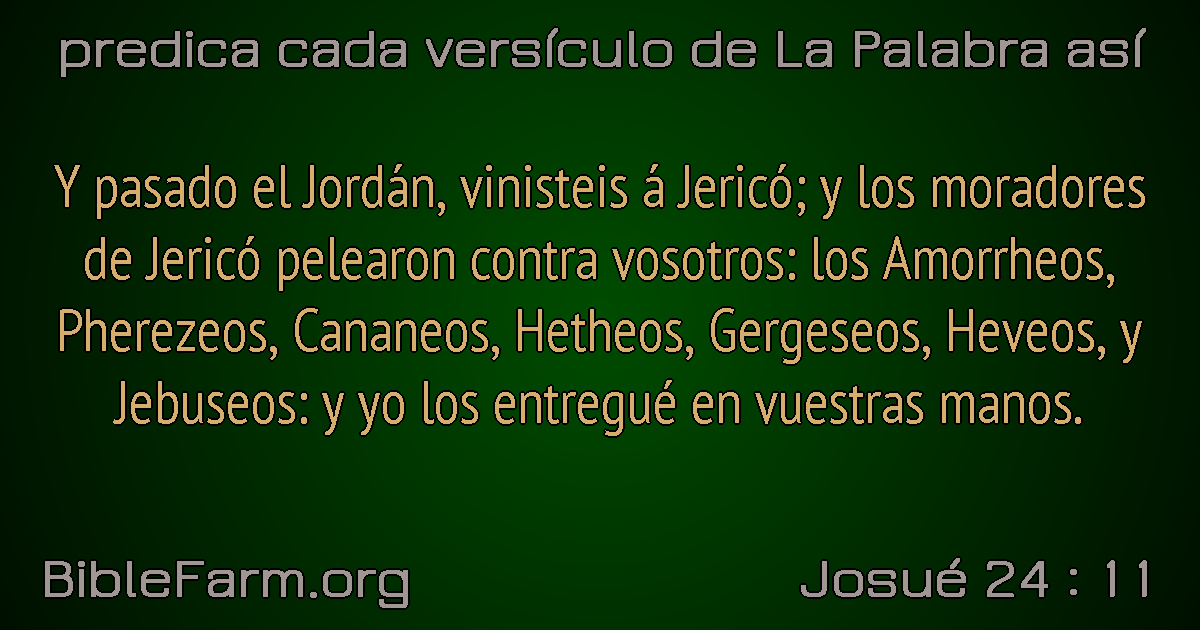 predica cada versículo de La Palabra así
Y pasado el Jordán, vinisteis á Jericó; y los moradores
de Jericó pelearon contra vosotros: los Amorrheos,
Pherezeos, Cananeos, Hetheos, Gergeseos, Heveos, y
Jebuseos: y yo los entregué en vuestras manos.
BibleFarm.org
Josué 24 : 11